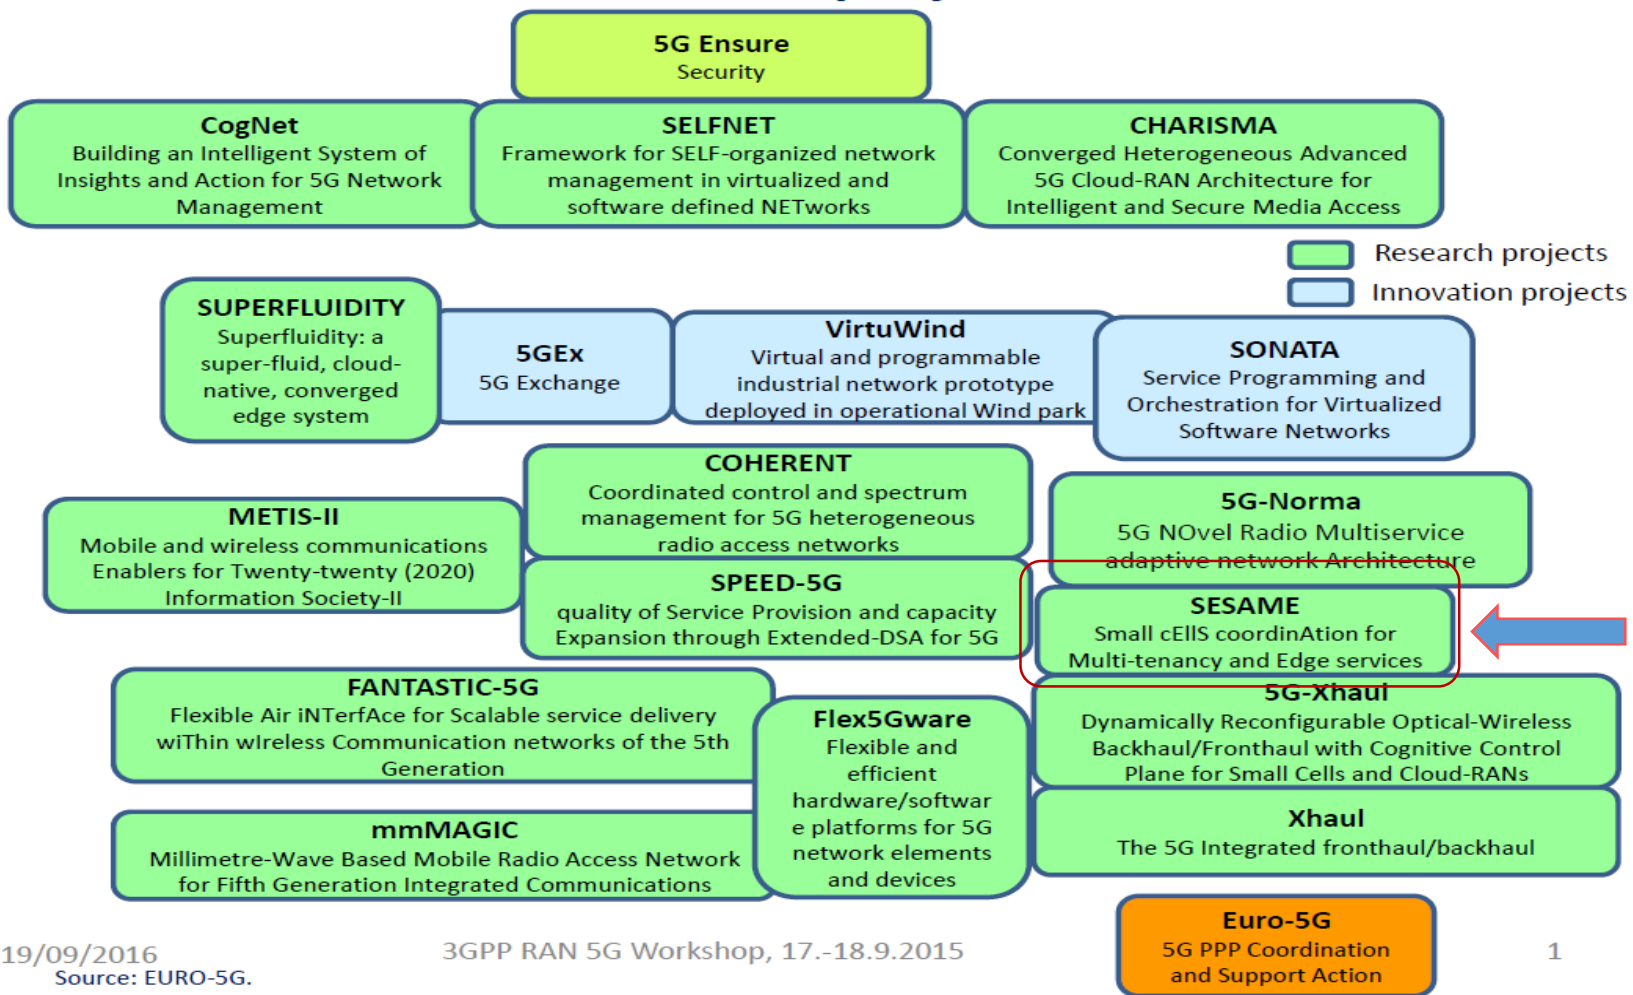 5G Ensure
Security
CogNet
Building an Intelligent System of
Insights and Action for 5G Network
Management
SELFNET
Framework for SELF-organized network
management in virtualized and
software defined NETworks
CHARISMA
Converged Heterogeneous Advanced
5G Cloud-RAN Architecture for
Intelligent and Secure Media Access
Research projects
Innovation projects
SUPERFLUIDITY
Superfluidity: a
super-fluid, cloud-
native, converged
edge system
5GEx
5G Exchange
VirtuWind
Virtual and programmable
industrial network prototype
deployed in operational Wind park
SONATA
Service Programming and
Orchestration for Virtualized
Software Networks
METIS-II
Mobile and wireless communications
Enablers for Twenty-twenty (2020)
Information Society-II
COHERENT
Coordinated control and spectrum
management for 5G heterogeneous
radio access networks
5G-Norma
5G NOvel Radio Multiservice
adaptive network Architecture
SPEED-5G
quality of Service Provision and capacity
Expansion through Extended-DSA for 5G
SESAME
Small cEllS coordinAtion for
Multi-tenancy and Edge services
FANTASTIC-5G
Flexible Air iNTerfAce for Scalable service delivery
wiThin wIreless Communication networks of the 5th
Generation
Flex5Gware
Flexible and
efficient
hardware/softwar
e platforms for 5G
network elements
and devices
5G-Xhaul
Dynamically Reconfigurable Optical-Wireless
Backhaul/Fronthaul with Cognitive Control
Plane for Small Cells and Cloud-RANs
mmMAGIC
Millimetre-Wave Based Mobile Radio Access Network
for Fifth Generation Integrated Communications
Xhaul
The 5G Integrated fronthaul/backhaul
Euro-5G
5G PPP Coordination
and Support Action
19/09/2016
3GPP RAN 5G Workshop, 17.-18.9.2015
1
Source: EURO-5G.